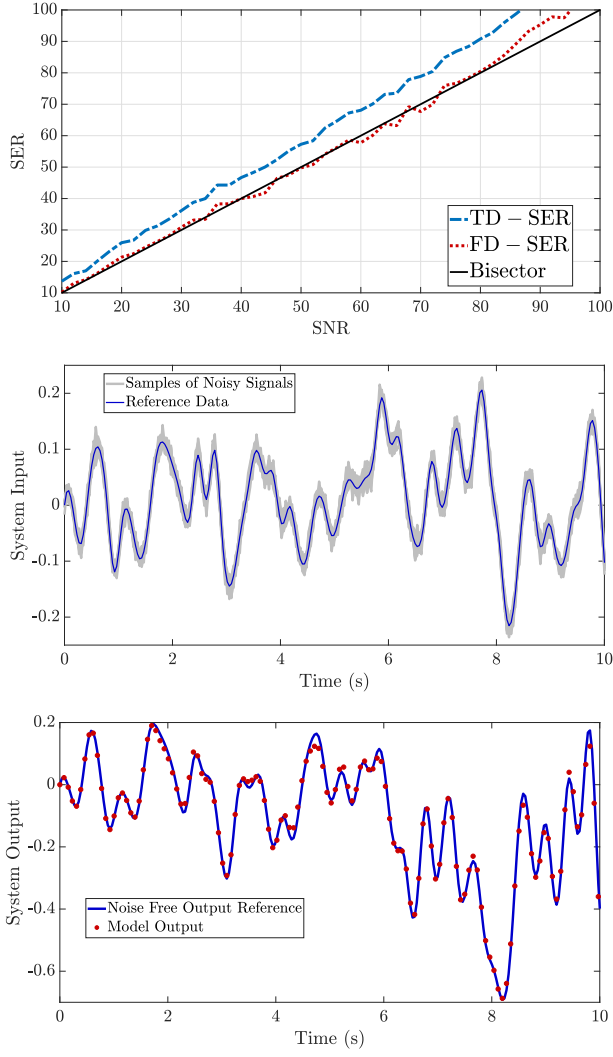 100
90
80
70
60
50
40
30
20
10
SER
TD – SER
FD – SER
Bisector
10 20 30 40 50 60 70 80 90 100
SNR
0.2
0.1
0
-0.1
-0.2
System Input
Samples of Noisy Signals
Reference Data
0 2 4 6 8 10
Time (s)
0.2
0
-0.2
-0.4
-0.6
System Output
Noise Free Output Reference
Model Output
0 2 4 6 8 10
Time (s)